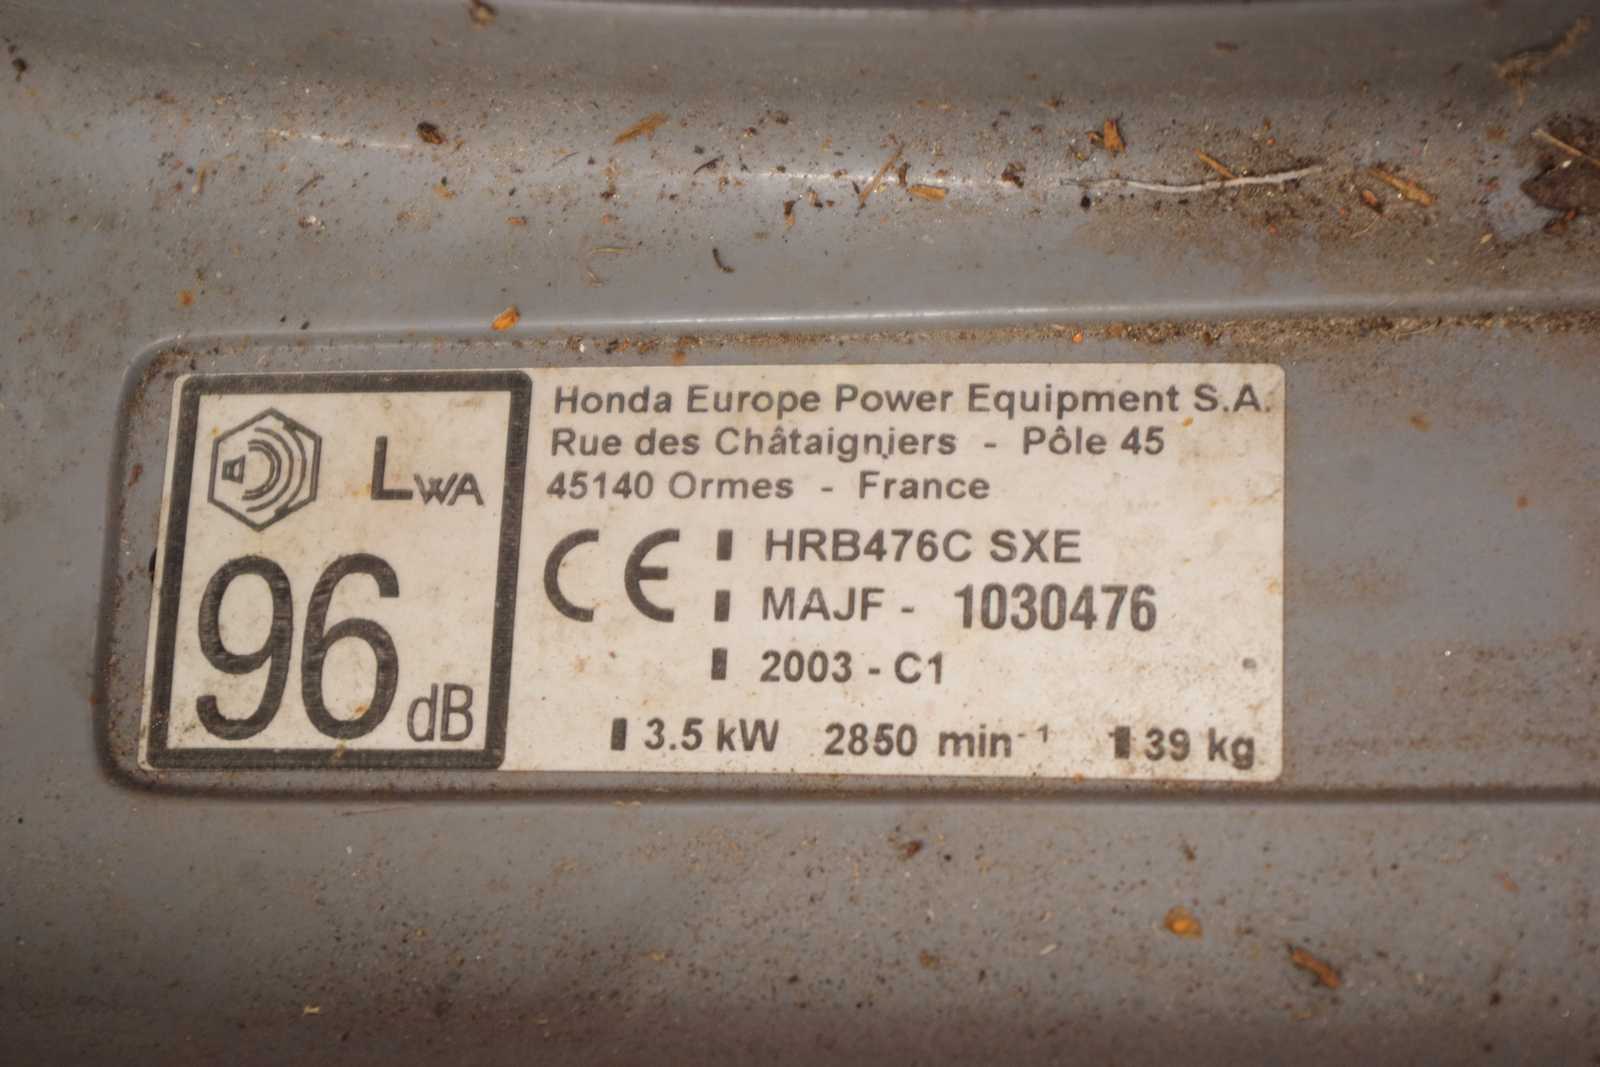 Honda Europe Power Equipment S.A.
Rue des Châtaigniers - Pôle 45
45140 Ormes - France
LWA
96 dB
CE
HRB476C SXE
MAJF - 1030476
2003 - C1
3.5 kW 2850 min⁻¹ 39 kg